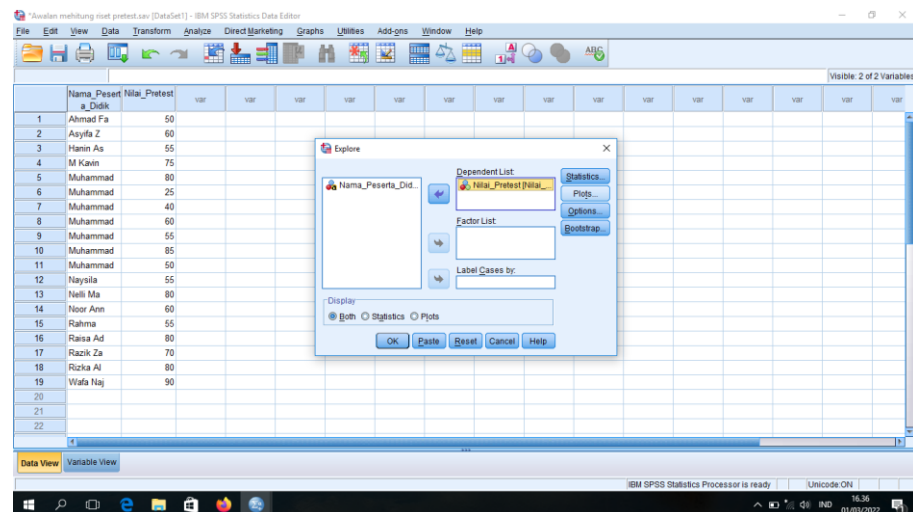 *Awalan mehitung riset pretest.sav [DataSet1] - IBM SPSS Statistics Data Editor
File Edit View Data Transform Analyze Direct Marketing Graphs Utilities Add-ons Window Help
Visible: 2 of 2 Variables
Nama_Peserta_Didik Nilai_Pretest var var var var var var var var var var var var var var
1 Ahmad Fa 50
2 Asyifa Z 60
3 Hanin As 55
4 M Kavin 75
5 Muhammad 80
6 Muhammad 25
7 Muhammad 40
8 Muhammad 60
9 Muhammad 55
10 Muhammad 85
11 Muhammad 50
12 Naysila 55
13 Nelli Ma 80
14 Noor Ann 60
15 Rahma 55
16 Raisa Ad 80
17 Razik Za 70
18 Rizka Al 80
19 Wafa Naj 90
20
21
22
Explore
Nama_Peserta_Did...
Dependent List:
Nilai_Pretest [Nilai_...
Factor List:
Label Cases by:
Statistics...
Plots...
Options...
Bootstrap...
Display
Both Statistics Plots
OK Paste Reset Cancel Help
Data View Variable View
IBM SPSS Statistics Processor is ready Unicode:ON
IND 16.36
01/03/2022